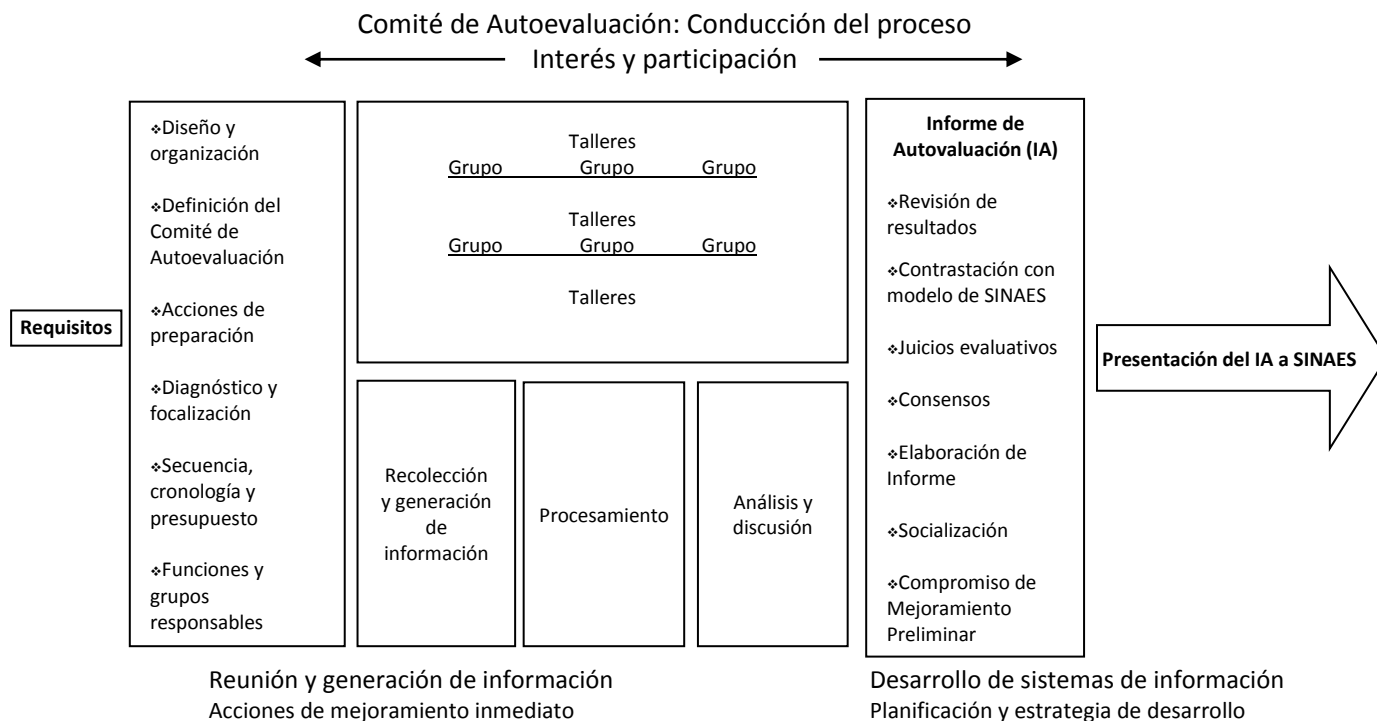 Comité de Autoevaluación: Conducción del proceso
Interés y participación
Requisitos
❖Diseño y
organización
❖Definición del
Comité de
Autoevaluación
❖Acciones de
preparación
❖Diagnóstico y
focalización
❖Secuencia,
cronología y
presupuesto
❖Funciones y
grupos
responsables
Talleres
Grupo Grupo Grupo
Talleres
Grupo Grupo Grupo
Talleres
Recolección
y generación
de
información
Procesamiento
Análisis y
discusión
Informe de
Autovaluación (IA)
❖Revisión de
resultados
❖Contrastación con
modelo de SINAES
❖Juicios evaluativos
❖Consensos
❖Elaboración de
Informe
❖Socialización
❖Compromiso de
Mejoramiento
Preliminar
Presentación del IA a SINAES
Reunión y generación de información
Acciones de mejoramiento inmediato
Desarrollo de sistemas de información
Planificación y estrategia de desarrollo